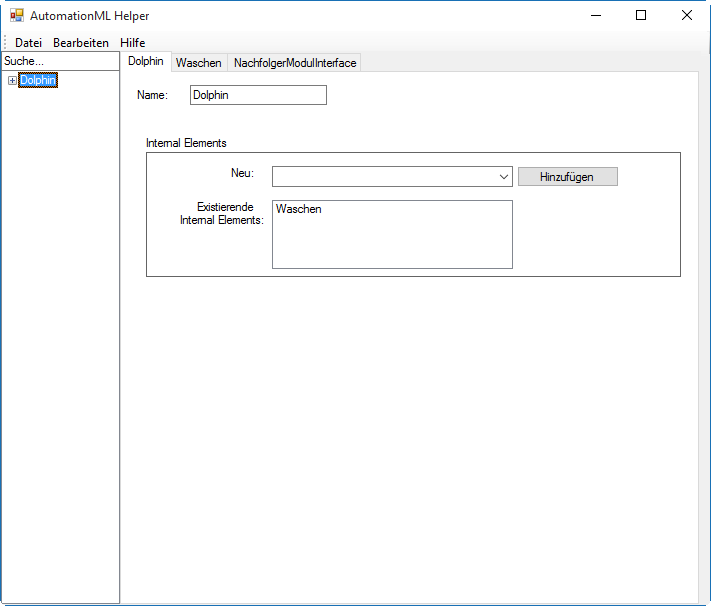 AutomationML Helper
Datei Bearbeiten Hilfe
Suche...
Dolphin
Dolphin Waschen NachfolgerModulInterface
Name: Dolphin
Internal Elements
Neu: Hinzufügen
Existierende
Internal Elements:
Waschen